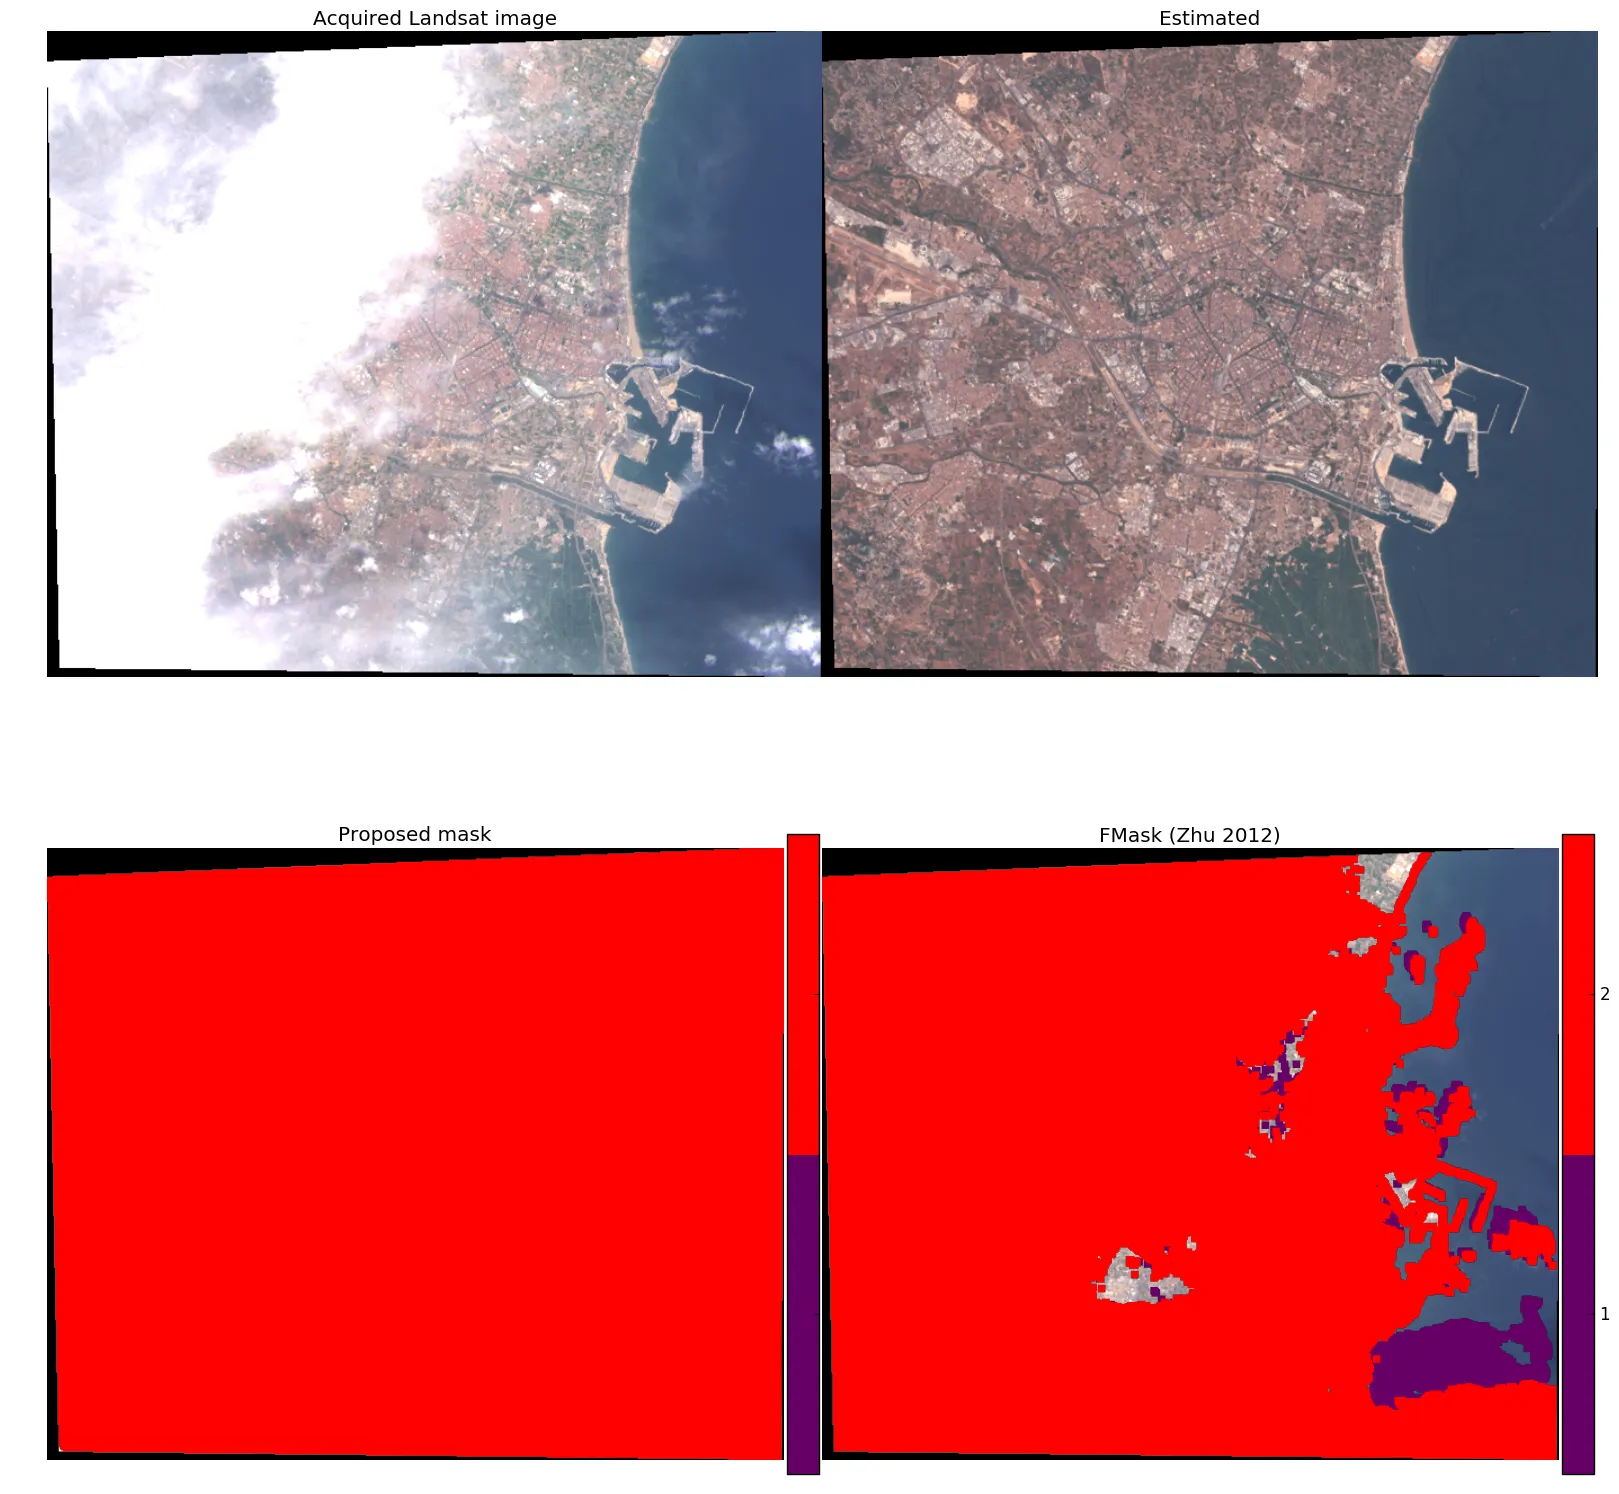 Acquired Landsat image
Estimated
Proposed mask
FMask (Zhu 2012)
2
1